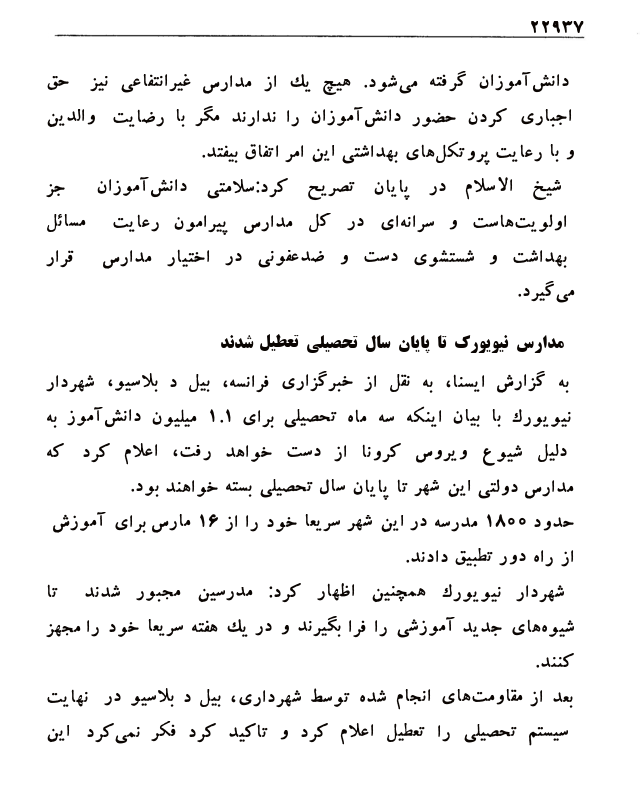 ۲۲۹۳۷
دانش‌آموزان گرفته می‌شود. هیچ یك از مدارس غیرانتفاعی نیز حق
اجباری کردن حضور دانش‌آموزان را ندارند مگر با رضایت والدین
و با رعایت پروتکل‌های بهداشتی این امر اتفاق بیفتد.
شیخ الاسلام در پایان تصریح کرد:سلامتی دانش‌آموزان جز
اولویت‌هاست و سرانه‌ای در کل مدارس پیرامون رعایت مسائل
بهداشت و شستشوی دست و ضدعفونی در اختیار مدارس قرار
می‌گیرد.
مدارس نیویورک تا پایان سال تحصیلی تعطیل شدند
به گزارش ایسنا، به نقل از خبرگزاری فرانسه، بیل د بلاسیو، شهردار
نیویورك با بیان اینکه سه ماه تحصیلی برای ۱.۱ میلیون دانش‌آموز به
دلیل شیوع ویروس کرونا از دست خواهد رفت، اعلام کرد که
مدارس دولتی این شهر تا پایان سال تحصیلی بسته خواهند بود.
حدود ۱۸۰۰ مدرسه در این شهر سریعا خود را از ۱۶ مارس برای آموزش
از راه دور تطبیق دادند.
شهردار نیویورك همچنین اظهار کرد: مدرسین مجبور شدند تا
شیوه‌های جدید آموزشی را فرا بگیرند و در یك هفته سریعا خود را مجهز
کنند.
بعد از مقاومت‌های انجام شده توسط شهرداری، بیل د بلاسیو در نهایت
سیستم تحصیلی را تعطیل اعلام کرد و تاکید کرد فکر نمی‌کرد این